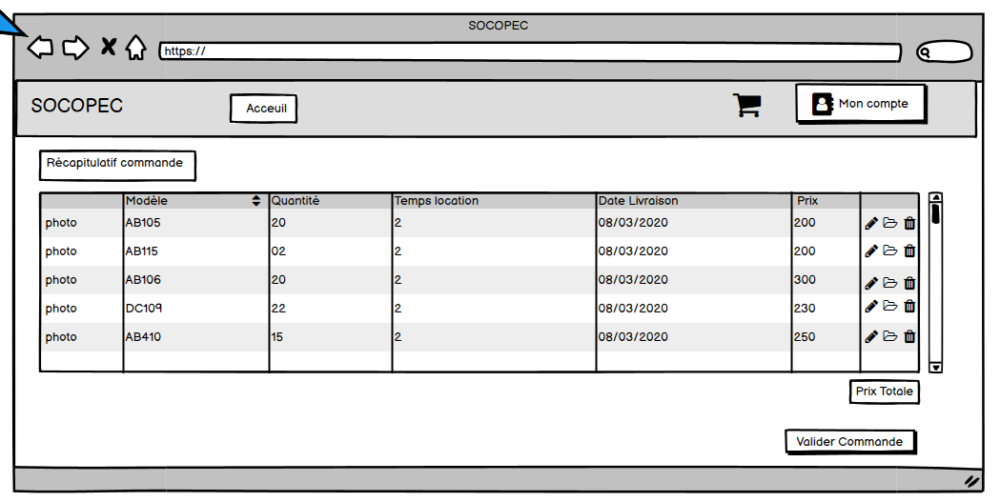 SOCOPEC
https://
SOCOPEC Acceuil Mon compte
Récapitulatif commande
Modèle Quantité Temps location Date Livraison Prix
photo AB105 20 2 08/03/2020 200
photo AB115 02 2 08/03/2020 200
photo AB106 20 2 08/03/2020 300
photo DC109 22 2 08/03/2020 230
photo AB410 15 2 08/03/2020 250
Prix Totale
Valider Commande